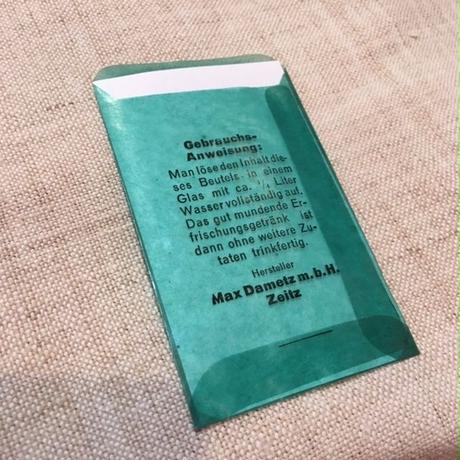 Gebrauchs-
Anweisung:
Man löse den Inhalt die-
ses Beutels in einem
Glas mit ca. ¼ Liter
Wasser vollständig auf.
Das gut mundende Er-
frischungsgetränk ist
dann ohne weitere Zu-
taten trinkfertig.
Hersteller
Max Dametz m.b.H.
Zeitz